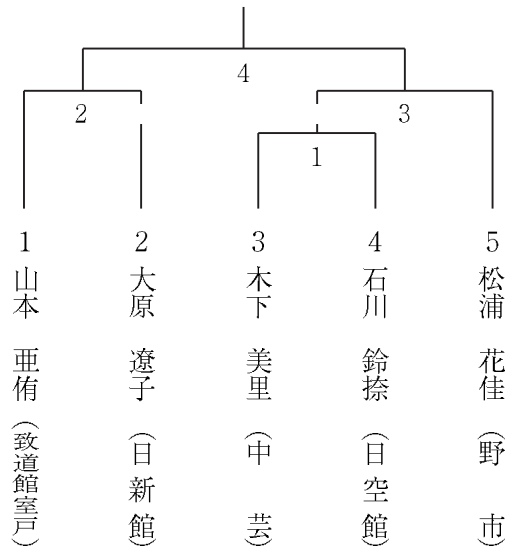 4
2
3
1
1 山本 亜侑 (致道館室戸)
2 大原 遼子 (日新館)
3 木下 美里 (中芸)
4 石川 鈴捺 (日空館)
5 松浦 花佳 (野市)